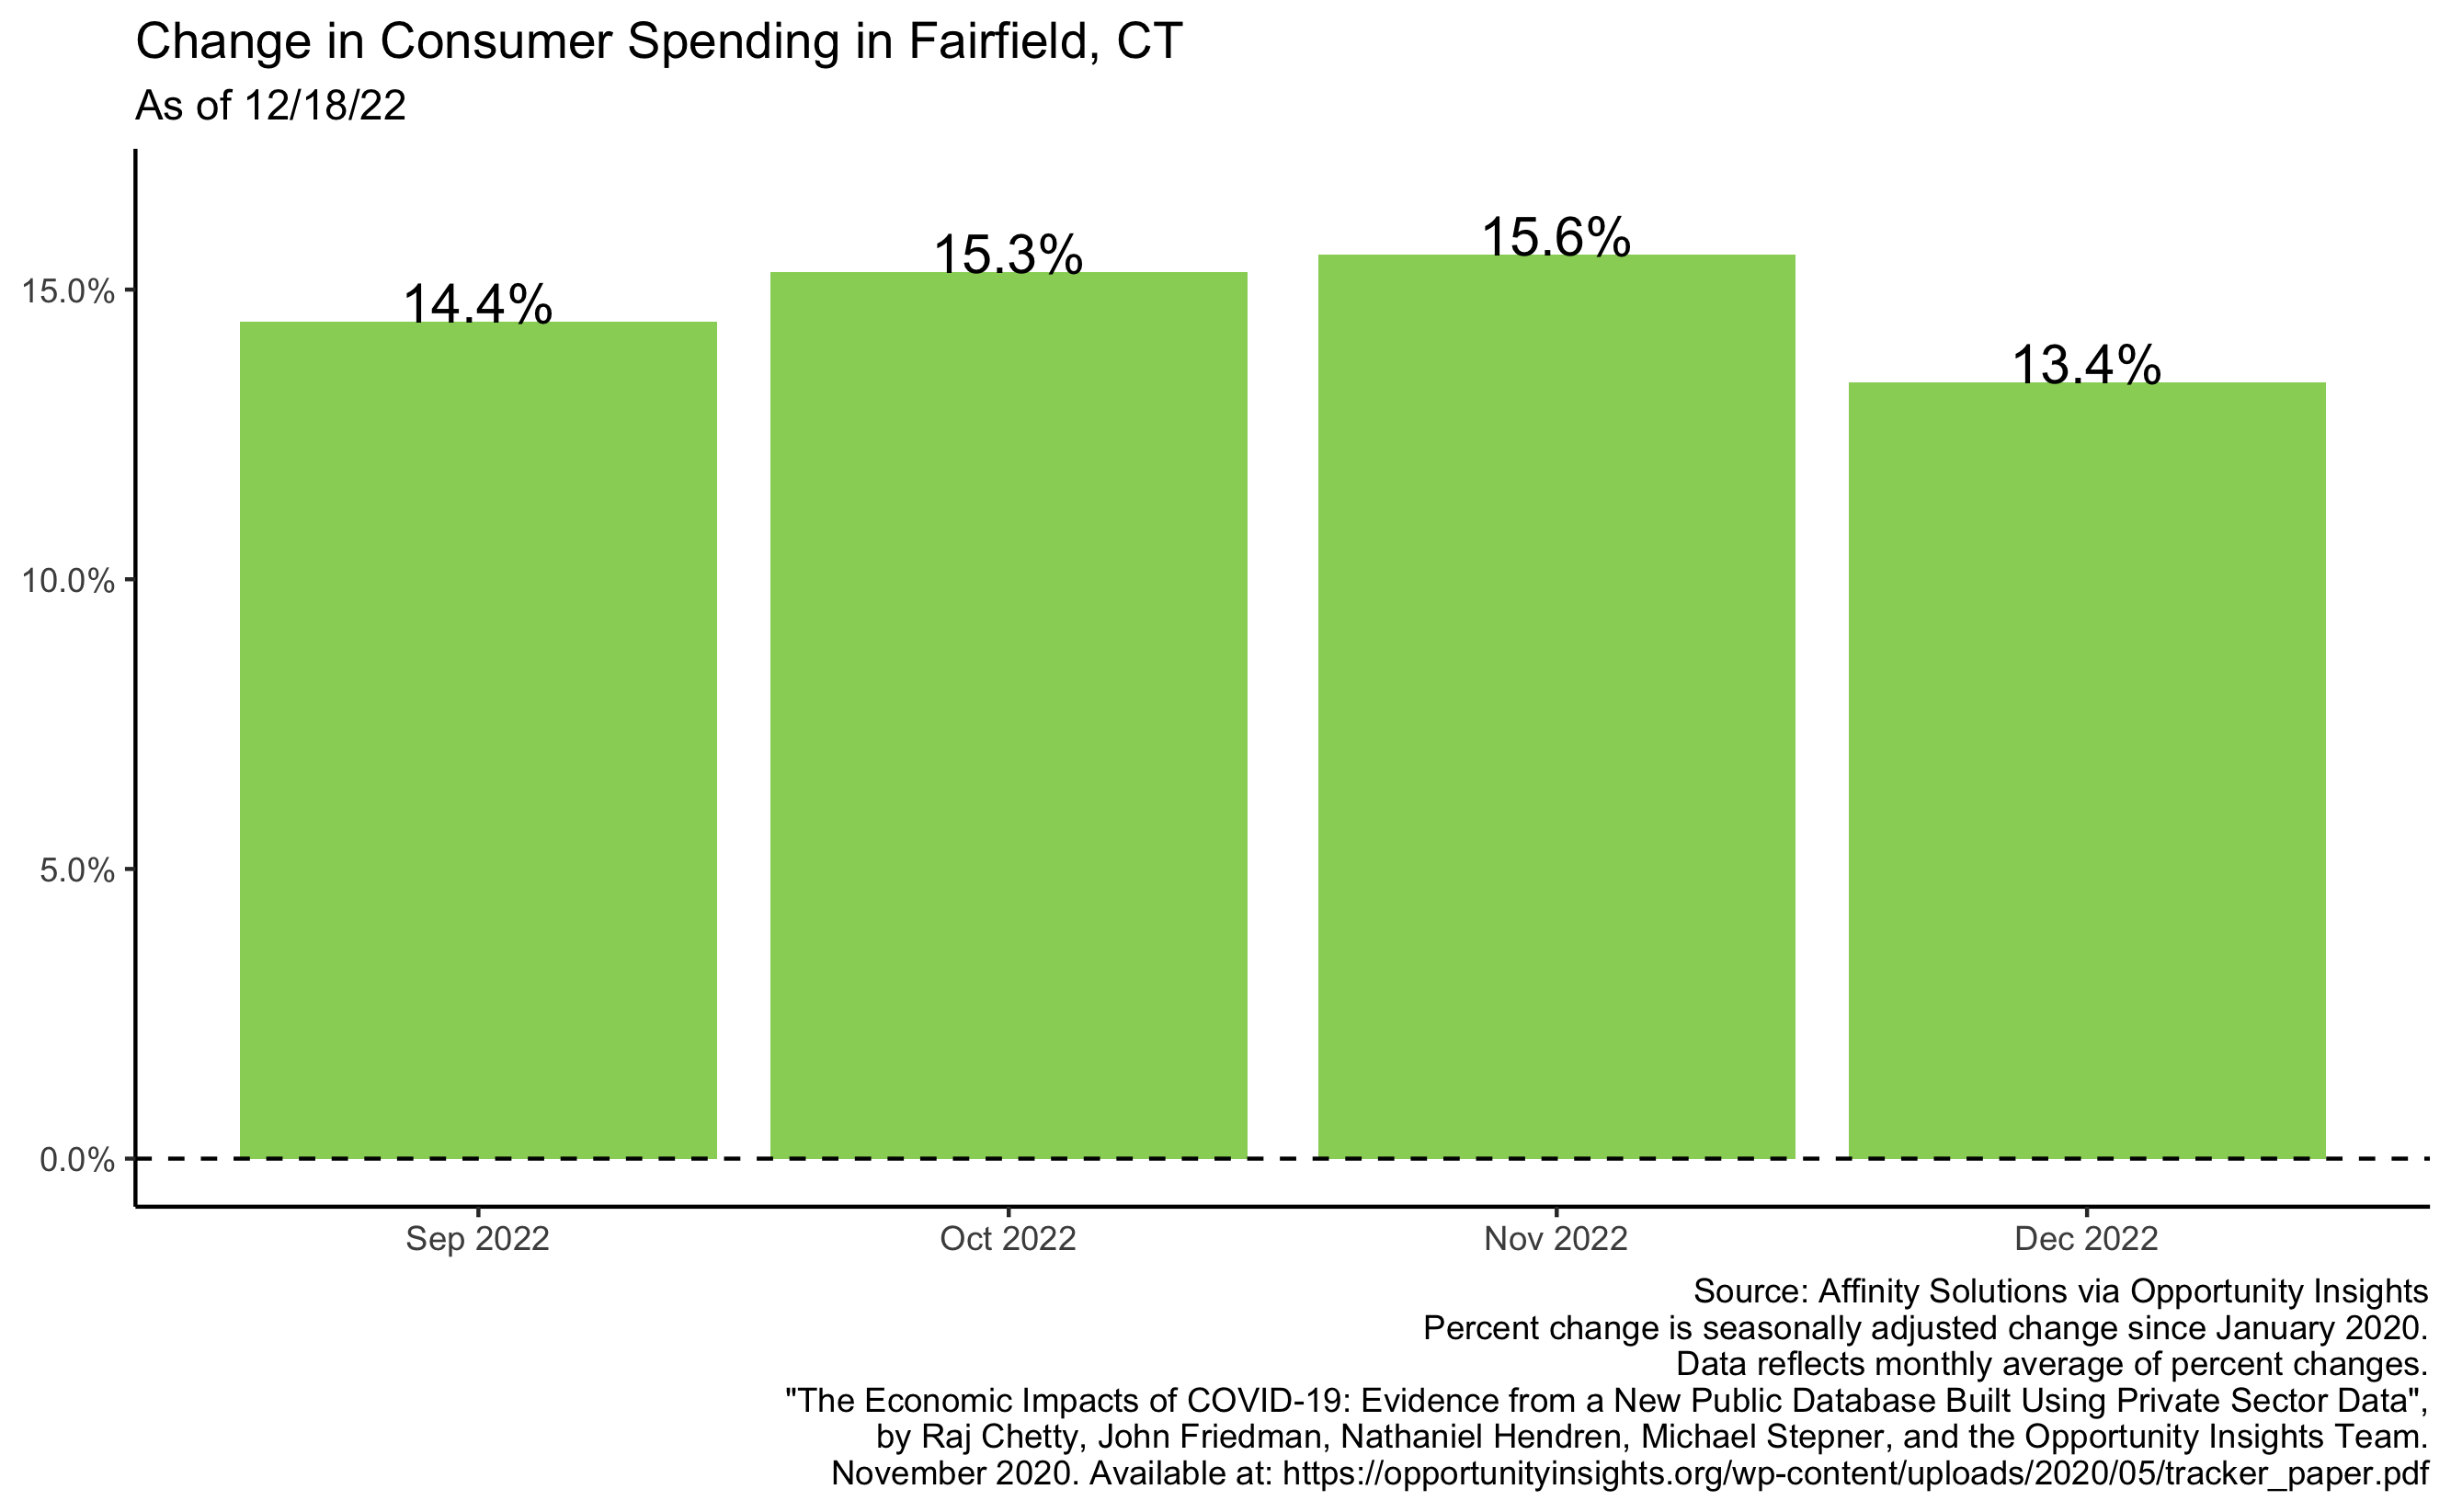 Change in Consumer Spending in Fairfield, CT
As of 12/18/22
15.6%
15.3%
14.4%
13.4%
15.0%
10.0%
5.0%
0.0%
Sep 2022
Oct 2022
Nov 2022
Dec 2022
Source: Affinity Solutions via Opportunity Insights
Percent change is seasonally adjusted change since January 2020.
Data reflects monthly average of percent changes.
"The Economic Impacts of COVID-19: Evidence from a New Public Database Built Using Private Sector Data",
by Raj Chetty, John Friedman, Nathaniel Hendren, Michael Stepner, and the Opportunity Insights Team.
November 2020. Available at: https://opportunityinsights.org/wp-content/uploads/2020/05/tracker_paper.pdf